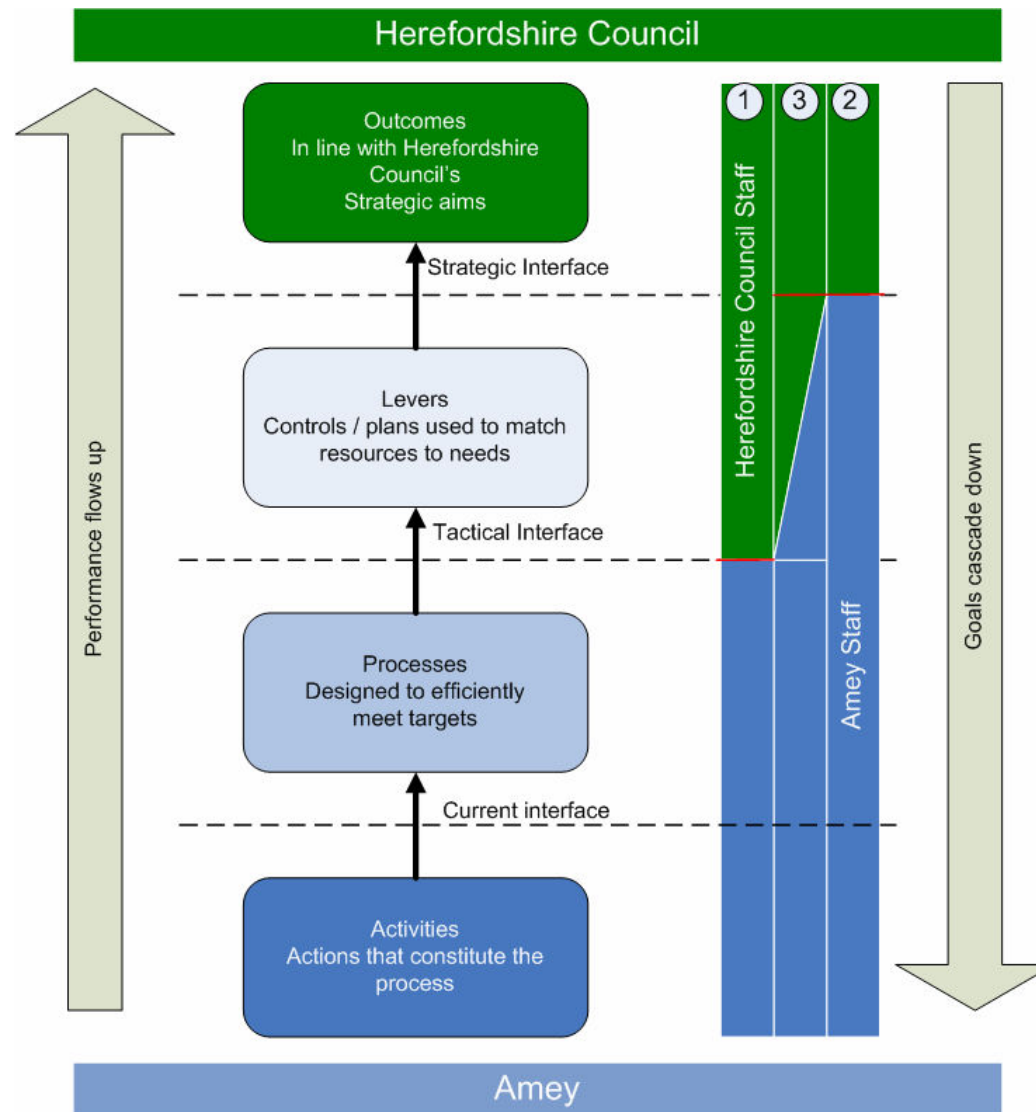 Herefordshire Council
Outcomes
In line with Herefordshire
Council's
Strategic aims
1
3
2
Strategic Interface
Levers
Controls / plans used to match
resources to needs
Tactical Interface
Processes
Designed to efficiently
meet targets
Current interface
Activities
Actions that constitute the
process
Performance flows up
Herefordshire Council Staff
Amey Staff
Goals cascade down
Amey